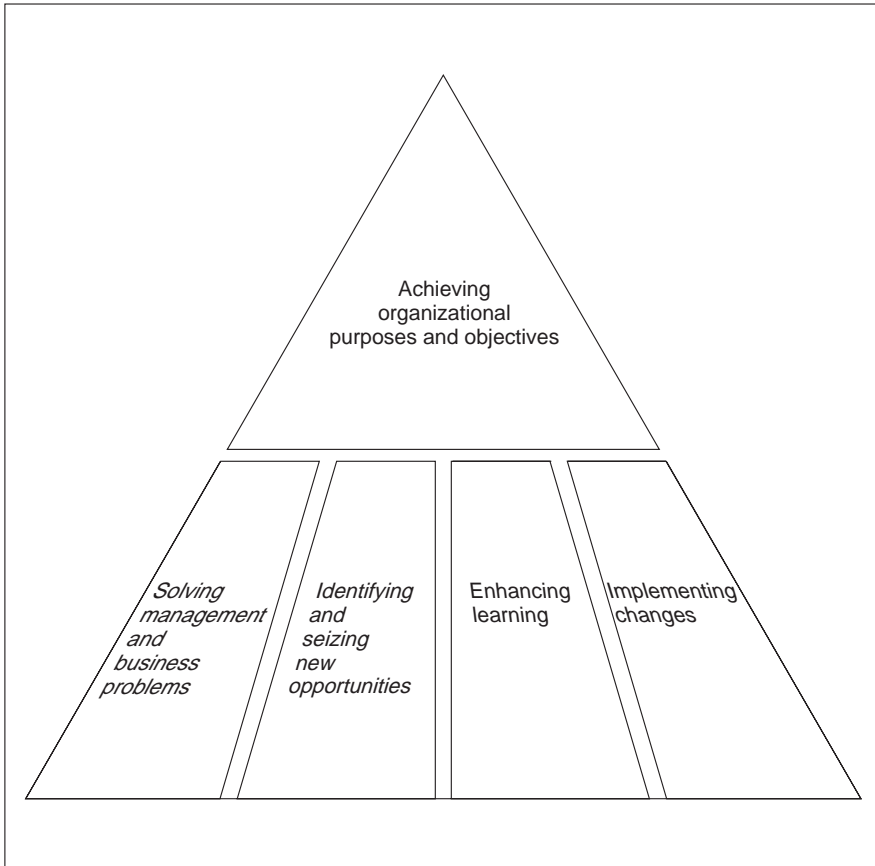 Achieving
organizational
purposes and objectives
Solving
management
and
business
problems
Identifying
and
seizing
new
opportunities
Enhancing
learning
Implementing
changes